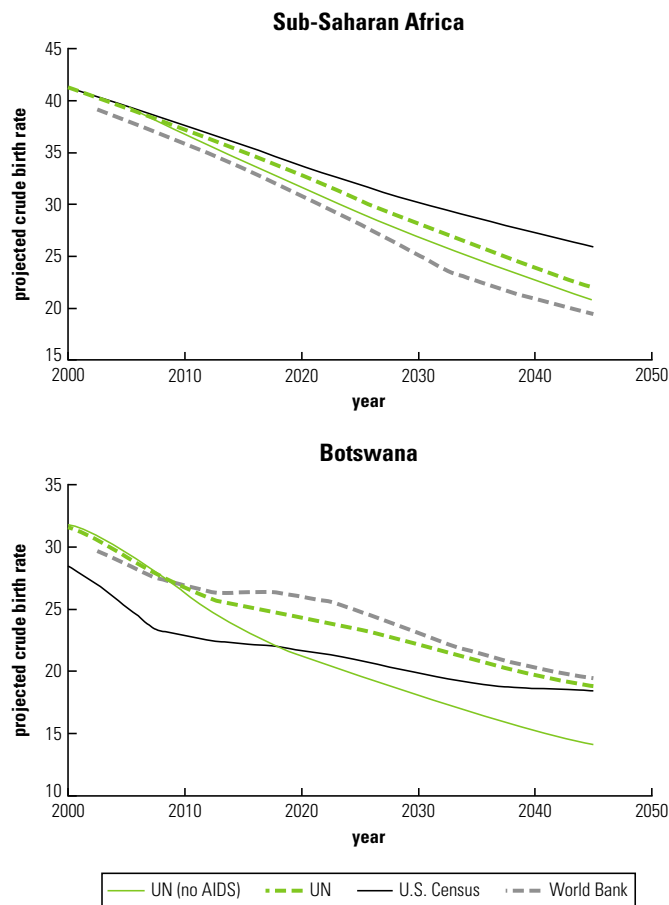 Sub-Saharan Africa
projected crude birth rate
45
40
35
30
25
20
15
2000 2010 2020 2030 2040 2050
year
Botswana
projected crude birth rate
35
30
25
20
15
10
2000 2010 2020 2030 2040 2050
year
UN (no AIDS) UN U.S. Census World Bank